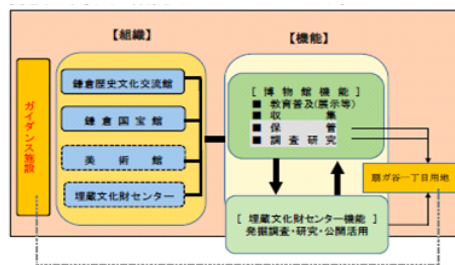 【組織】
【機能】
ガイダンス施設
鎌倉歴史文化交流館
鎌倉国宝館
美術館
埋蔵文化財センター
[博物館機能]
■ 教育普及(展示等)
■ 収集
■ 保管
■ 調査研究
扇ガ谷一丁目用地
[埋蔵文化財センター機能]
発掘調査・研究・公開活用